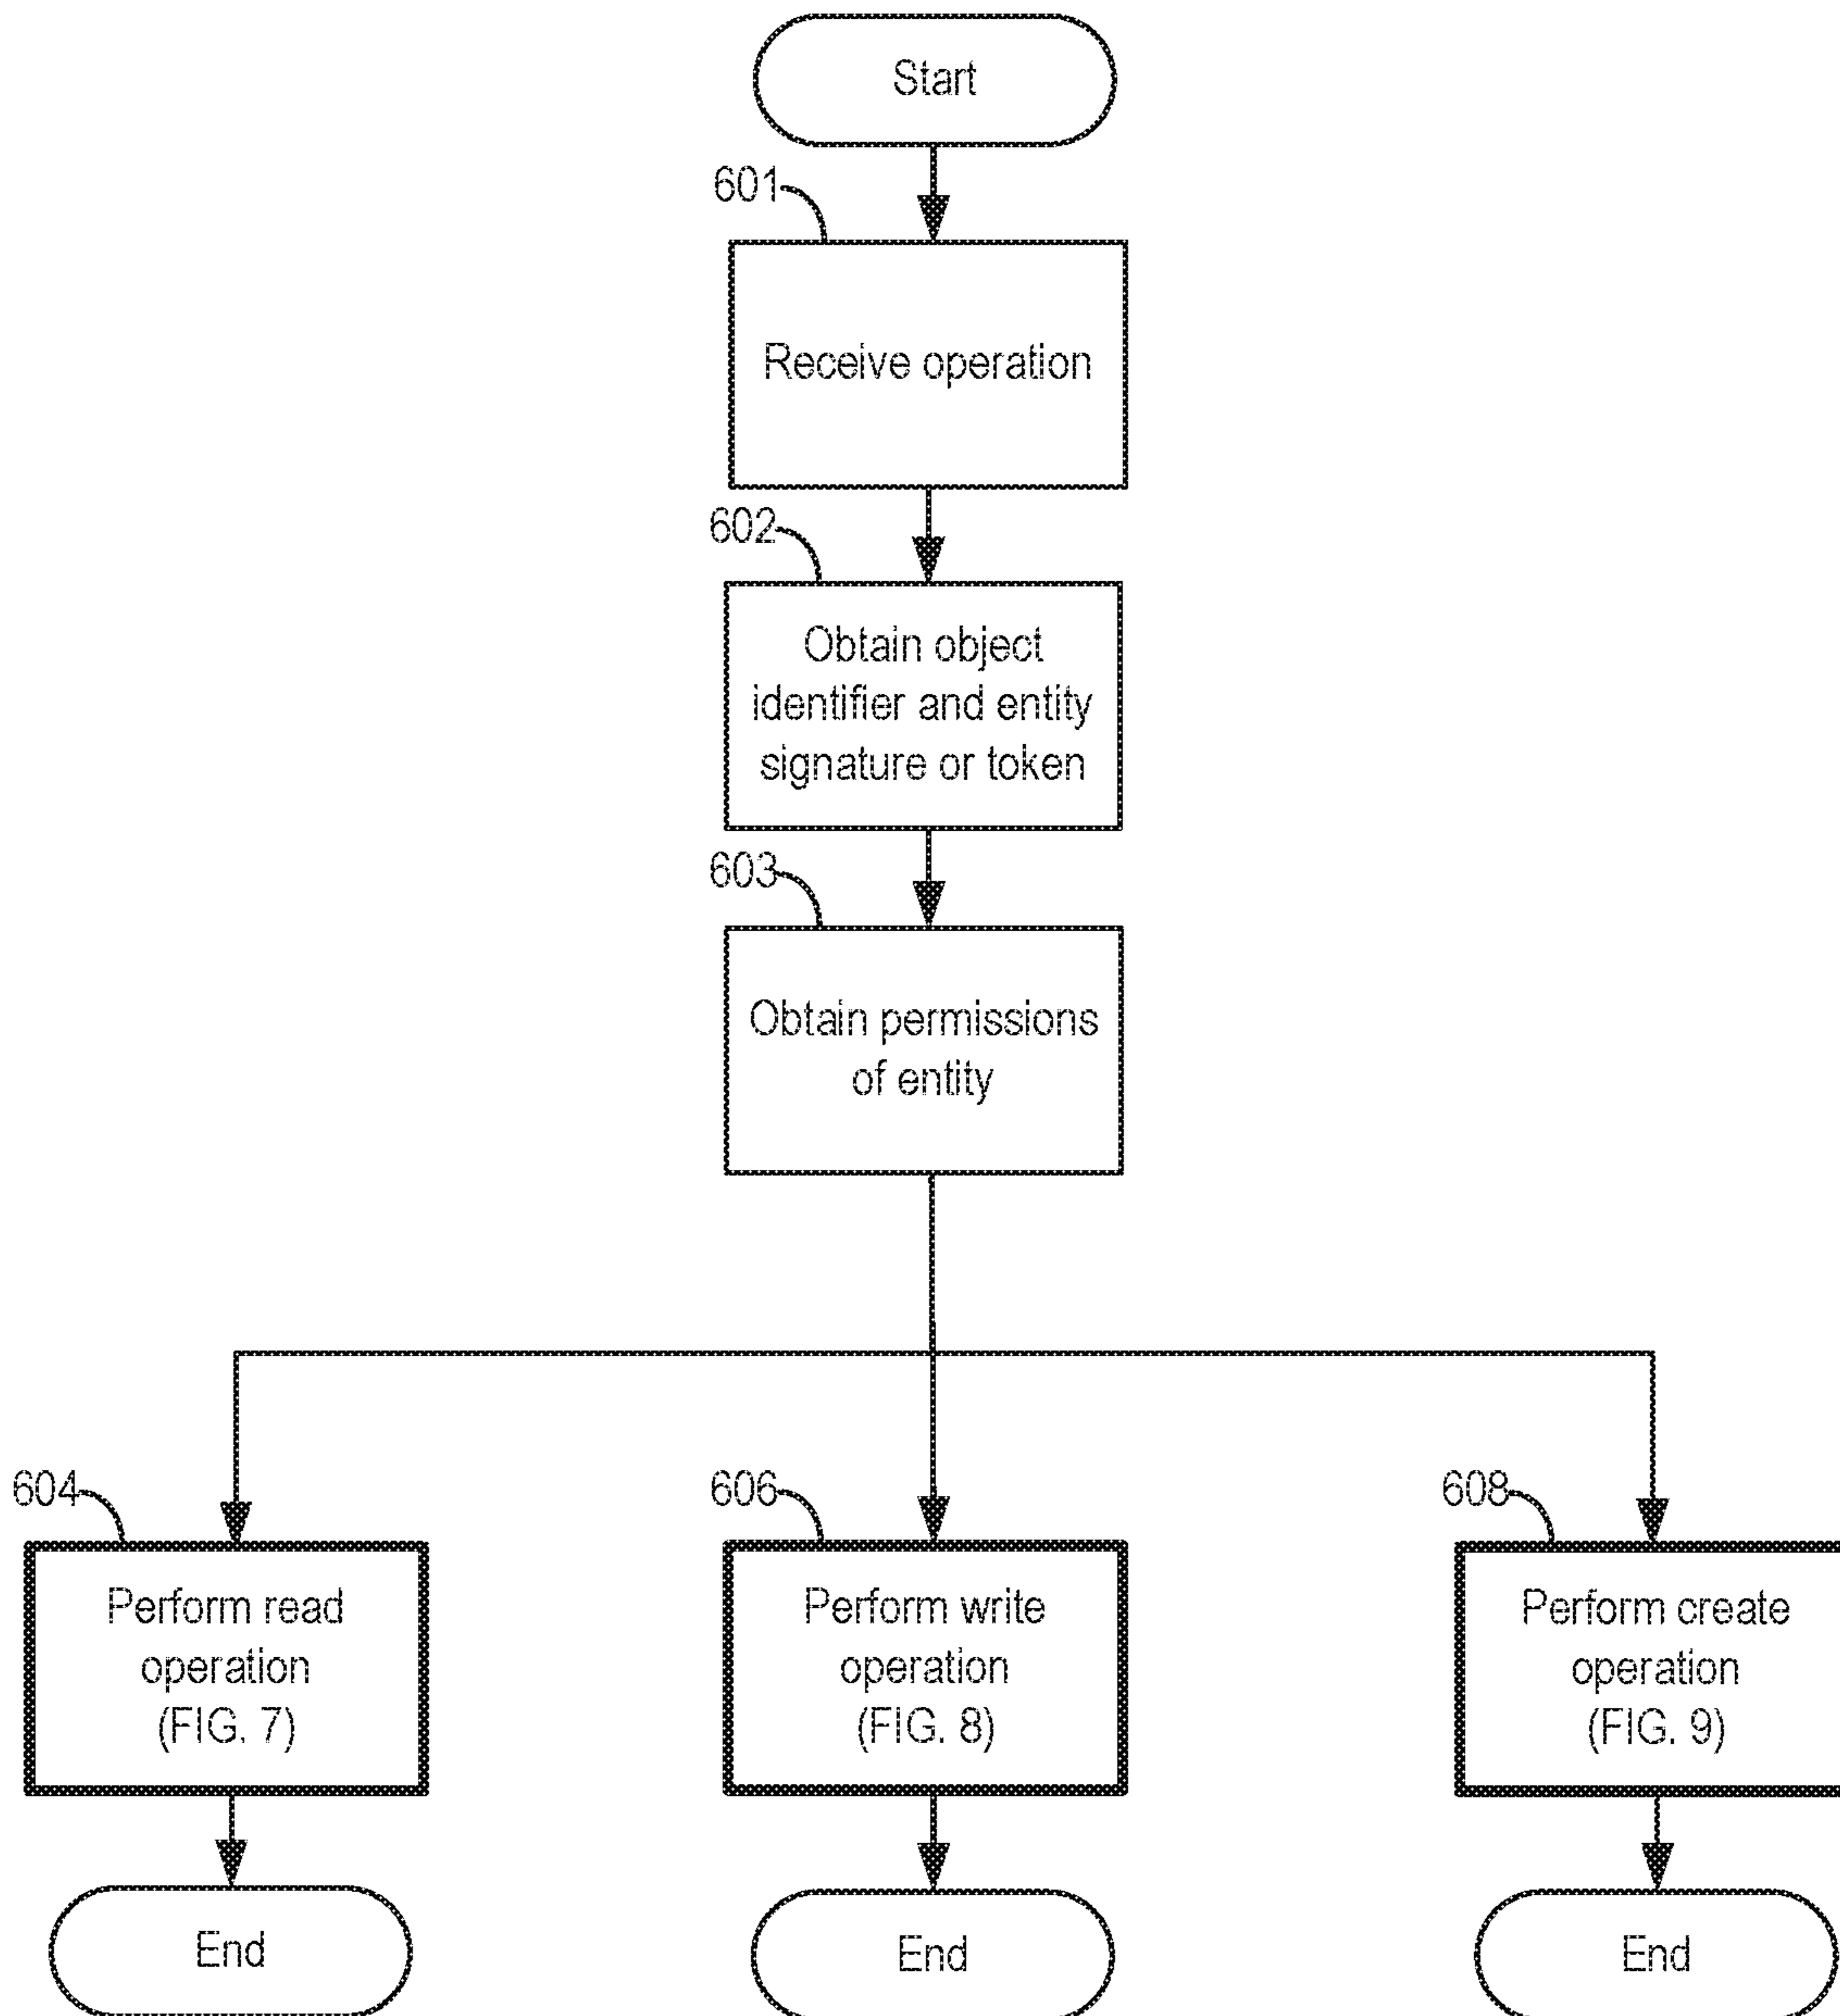 Start
601
Receive operation
602
Obtain object
identifier and entity
signature or token
603
Obtain permissions
of entity
604
Perform read
operation
(FIG. 7)
606
Perform write
operation
(FIG. 8)
608
Perform create
operation
(FIG. 9)
End
End
End